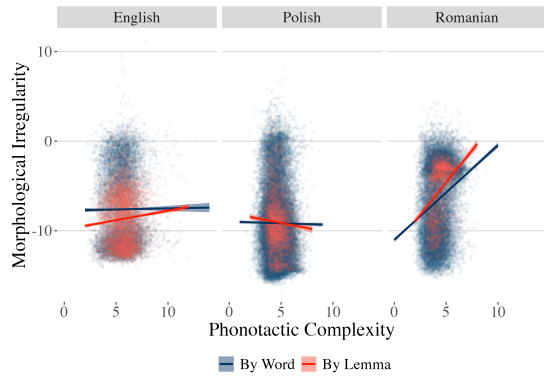 English Polish Romanian
Morphological Irregularity
10
0
-10
0 5 10 0 5 10 0 5 10
Phonotactic Complexity
By Word By Lemma